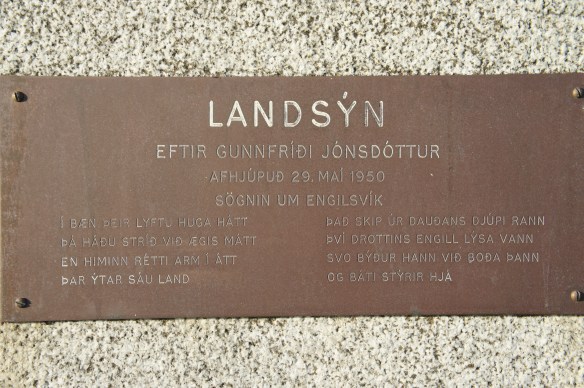 LANDSÝN
EFTIR GUNNFRÍÐI JÓNSDÓTTUR
AFHJÚPUÐ 29. MAÍ 1950
SÖGNIN UM ENGILSVÍK
Í BÆN ÞEIR LYFTU HUGA HÁTT
ÞÁ HÁÐU STRÍÐ VIÐ ÆGIS MÁTT
EN HIMINN RÉTTI ARM Í ÁTT
ÞAR ÝTAR SÁU LAND
ÞAÐ SKIP ÚR DAUÐANS DJÚPI RANN
ÞVÍ DROTTINS ENGILL LÝSA VANN
SVO BÝÐUR HANN VIÐ BOÐA ÞANN
OG BÁTI STÝRIR HJÁ